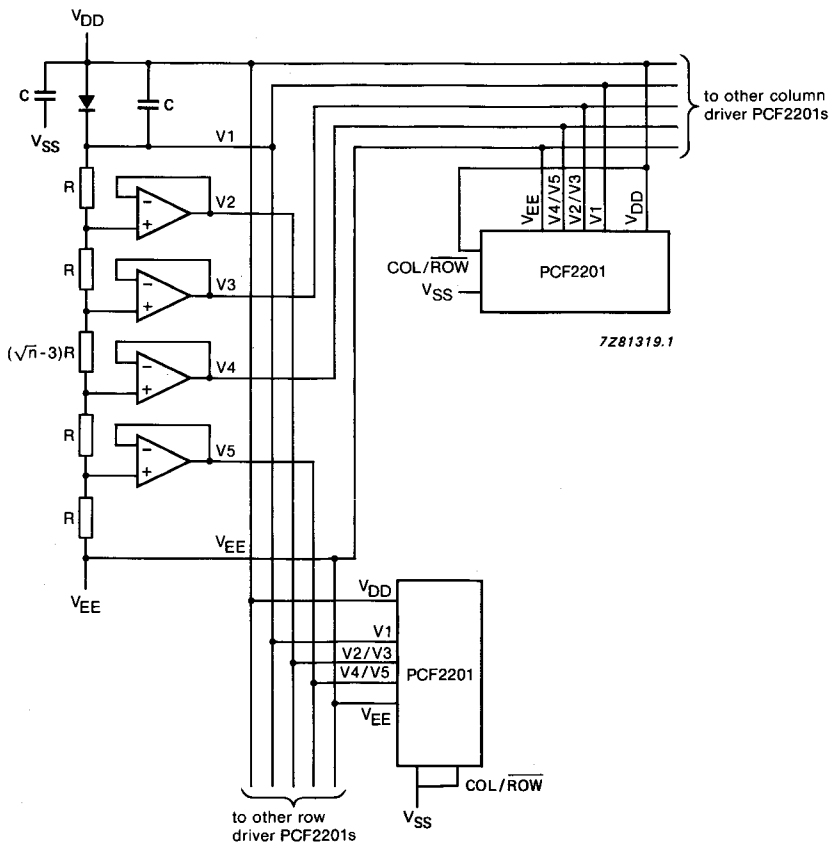 VDD
C
C
VSS
V1
R
V2
R
V3
(√n-3)R
V4
R
V5
R
VEE
VEE
to other column
driver PCF2201s
VEE
V4/V5
V2/V3
V1
VDD
COL/ROW
VSS
PCF2201
7Z81319.1
VDD
V1
V2/V3
V4/V5
VEE
PCF2201
COL/ROW
VSS
to other row
driver PCF2201s
- + - + - + - +